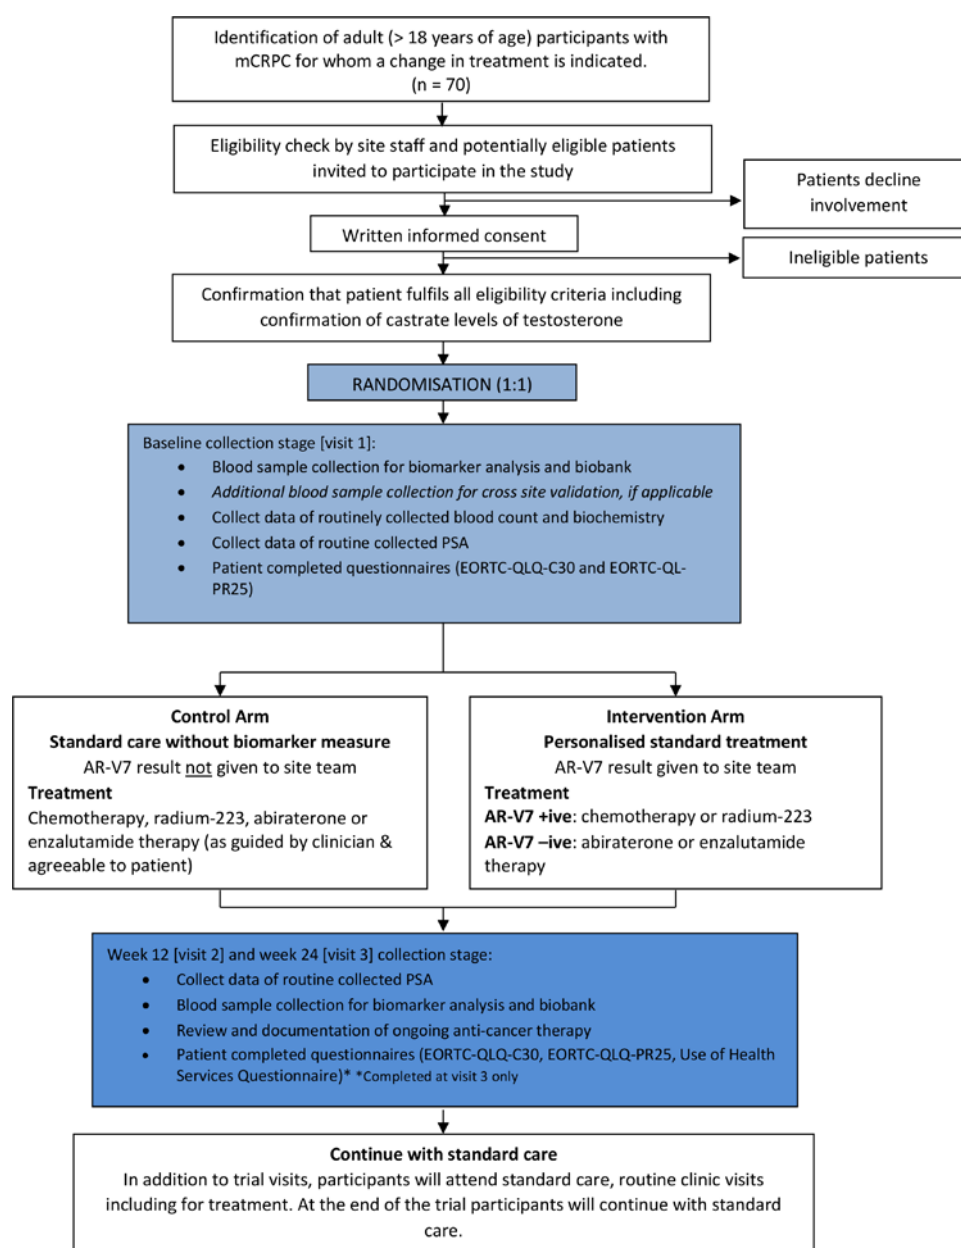 Identification of adult (> 18 years of age) participants with
mCRPC for whom a change in treatment is indicated.
(n = 70)
Eligibility check by site staff and potentially eligible patients
invited to participate in the study
Patients decline
involvement
Written informed consent
Ineligible patients
Confirmation that patient fulfils all eligibility criteria including
confirmation of castrate levels of testosterone
RANDOMISATION (1:1)
Baseline collection stage [visit 1]:
• Blood sample collection for biomarker analysis and biobank
• Additional blood sample collection for cross site validation, if applicable
• Collect data of routinely collected blood count and biochemistry
• Collect data of routine collected PSA
• Patient completed questionnaires (EORTC-QLQ-C30 and EORTC-QL-
PR25)
Control Arm
Standard care without biomarker measure
AR-V7 result not given to site team
Treatment
Chemotherapy, radium-223, abiraterone or
enzalutamide therapy (as guided by clinician &
agreeable to patient)
Intervention Arm
Personalised standard treatment
AR-V7 result given to site team
Treatment
AR-V7 +ive: chemotherapy or radium-223
AR-V7 –ive: abiraterone or enzalutamide
therapy
Week 12 [visit 2] and week 24 [visit 3] collection stage:
• Collect data of routine collected PSA
• Blood sample collection for biomarker analysis and biobank
• Review and documentation of ongoing anti-cancer therapy
• Patient completed questionnaires (EORTC-QLQ-C30, EORTC-QLQ-PR25, Use of Health
Services Questionnaire)* *Completed at visit 3 only
Continue with standard care
In addition to trial visits, participants will attend standard care, routine clinic visits
including for treatment. At the end of the trial participants will continue with standard
care.